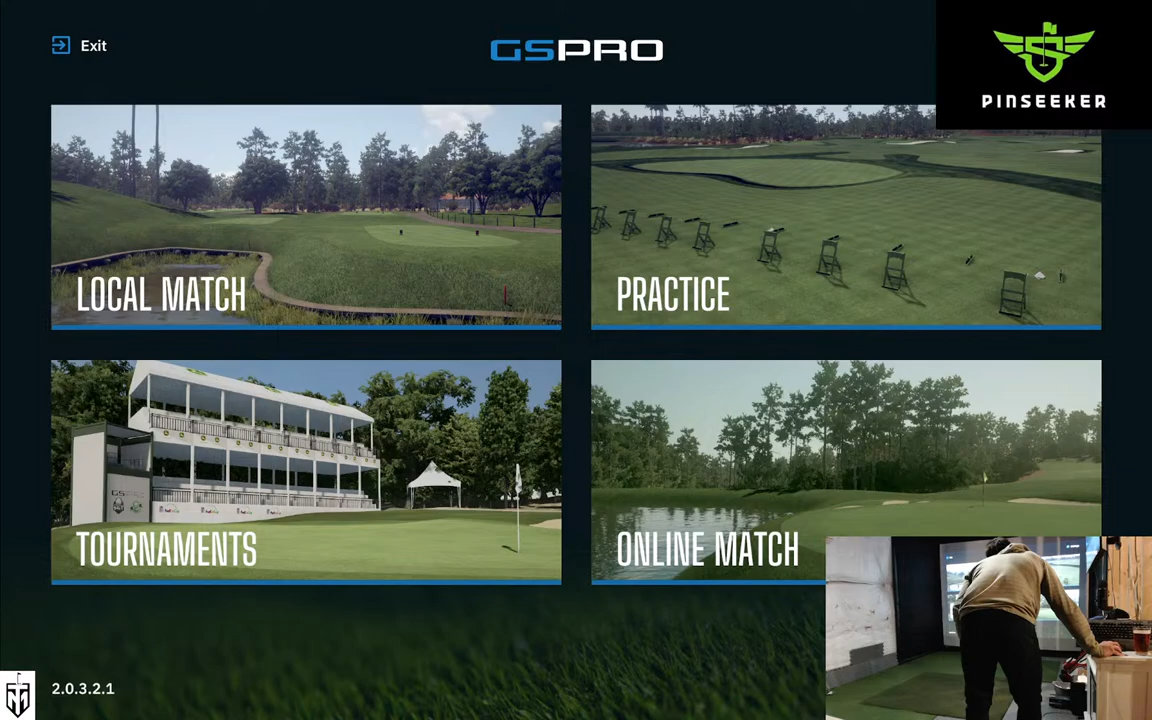 Exit
GSPRO
PINSEEKER
LOCAL MATCH
PRACTICE
TOURNAMENTS
ONLINE MATCH
2.0.3.2.1